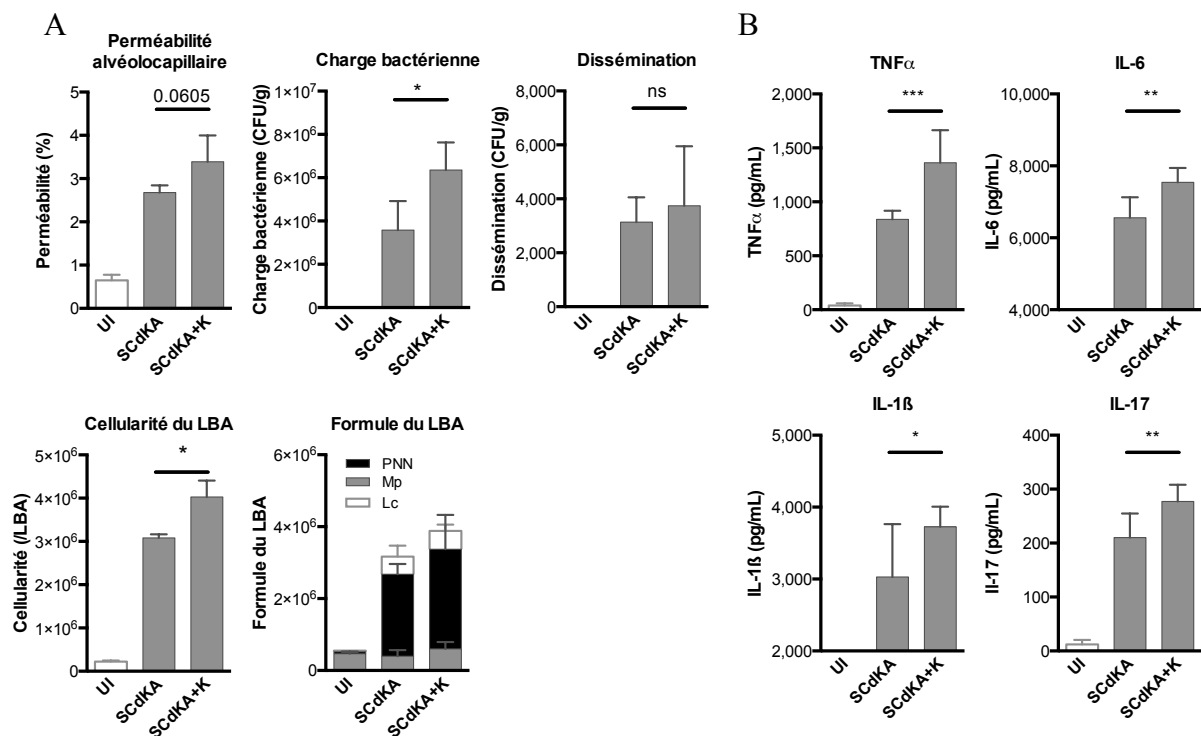 A
Perméabilité
alvéolocapillaire
Perméabilité (%)
5
4
3
2
1
0
0.0605
UI
SCdKA
SCdKA+K
Charge bactérienne
Charge bactérienne (CFU/g)
1×10⁷
8×10⁶
6×10⁶
4×10⁶
2×10⁶
0
*
UI
SCdKA
SCdKA+K
Dissémination
Dissémination (CFU/g)
8,000
6,000
4,000
2,000
0
ns
UI
SCdKA
SCdKA+K
Cellularité du LBA
Cellularité (/LBA)
5×10⁶
4×10⁶
3×10⁶
2×10⁶
1×10⁶
0
*
UI
SCdKA
SCdKA+K
Formule du LBA
Formule du LBA
6×10⁶
4×10⁶
2×10⁶
0
PNN
Mp
Lc
UI
SCdKA
SCdKA+K
B
TNFα
TNFα (pg/mL)
2,000
1,500
1,000
500
0
***
UI
SCdKA
SCdKA+K
IL-6
IL-6 (pg/mL)
10,000
8,000
6,000
4,000
**
UI
SCdKA
SCdKA+K
IL-1ß
IL-1ß (pg/mL)
5,000
4,000
3,000
2,000
*
UI
SCdKA
SCdKA+K
IL-17
Il-17 (pg/mL)
400
300
200
100
0
**
UI
SCdKA
SCdKA+K